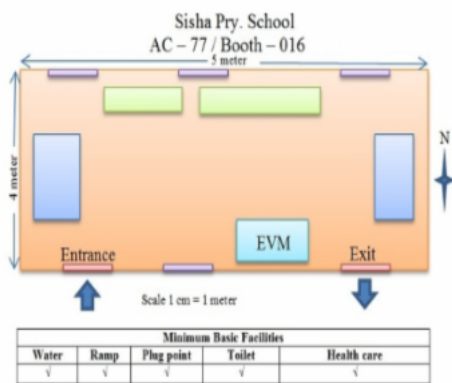 Sisha Pry. School
AC – 77 / Booth – 016
5 meter
4 meter
N
EVM
Entrance
Exit
Scale 1 cm = 1 meter
Minimum Basic Facilities
Water Ramp Plug point Toilet Health care
√ √ √ √ √